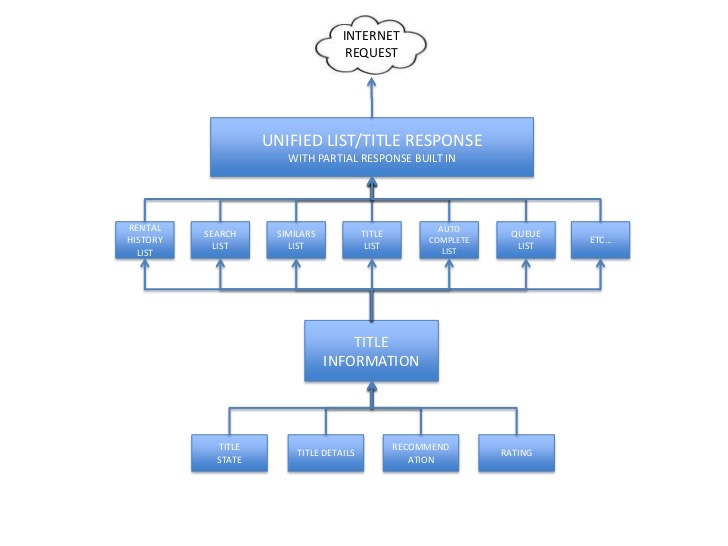 INTERNET
REQUEST
UNIFIED LIST/TITLE RESPONSE
WITH PARTIAL RESPONSE BUILT IN
RENTAL
HISTORY
LIST
SEARCH
LIST
SIMILARS
LIST
TITLE
LIST
AUTO
COMPLETE
LIST
QUEUE
LIST
ETC...
TITLE
INFORMATION
TITLE
STATE
TITLE DETAILS
RECOMMEND
ATION
RATING